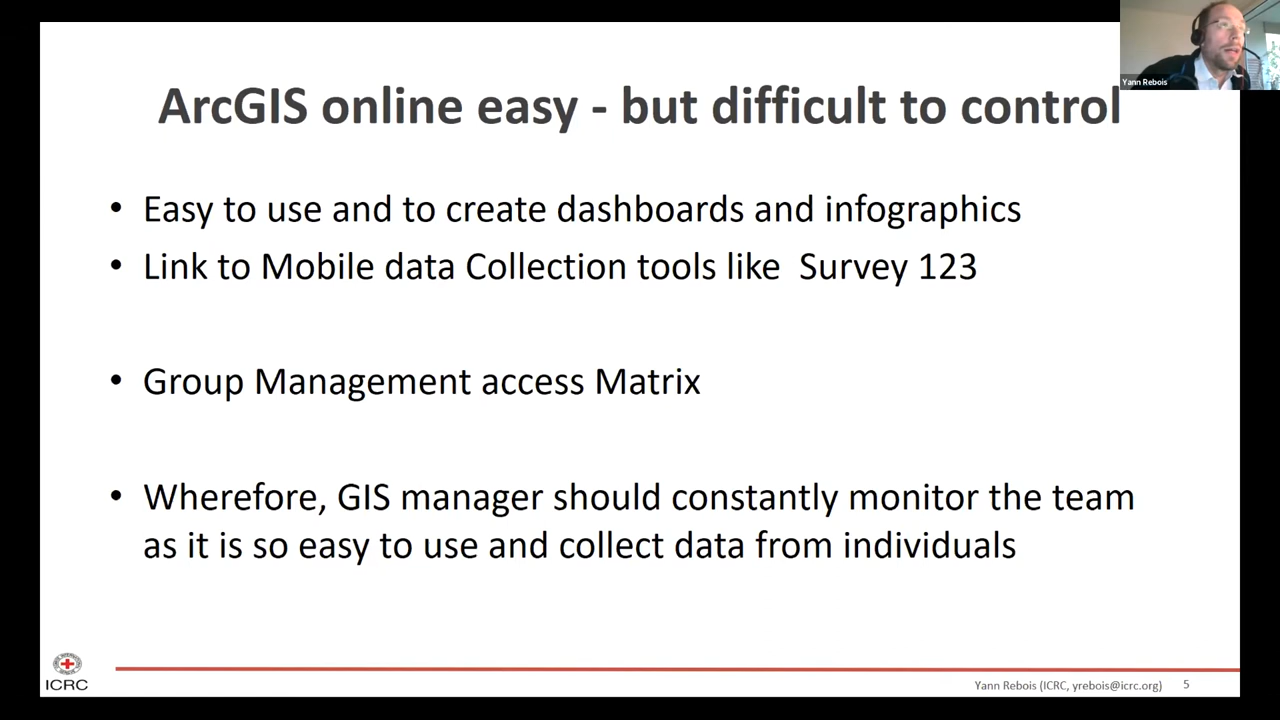 ArcGIS online easy - but difficult to control
Yann Rebois
• Easy to use and to create dashboards and infographics
• Link to Mobile data Collection tools like  Survey 123
• Group Management access Matrix
• Wherefore, GIS manager should constantly monitor the team
as it is so easy to use and collect data from individuals
ICRC
Yann Rebois (ICRC, yrebois@icrc.org) 5